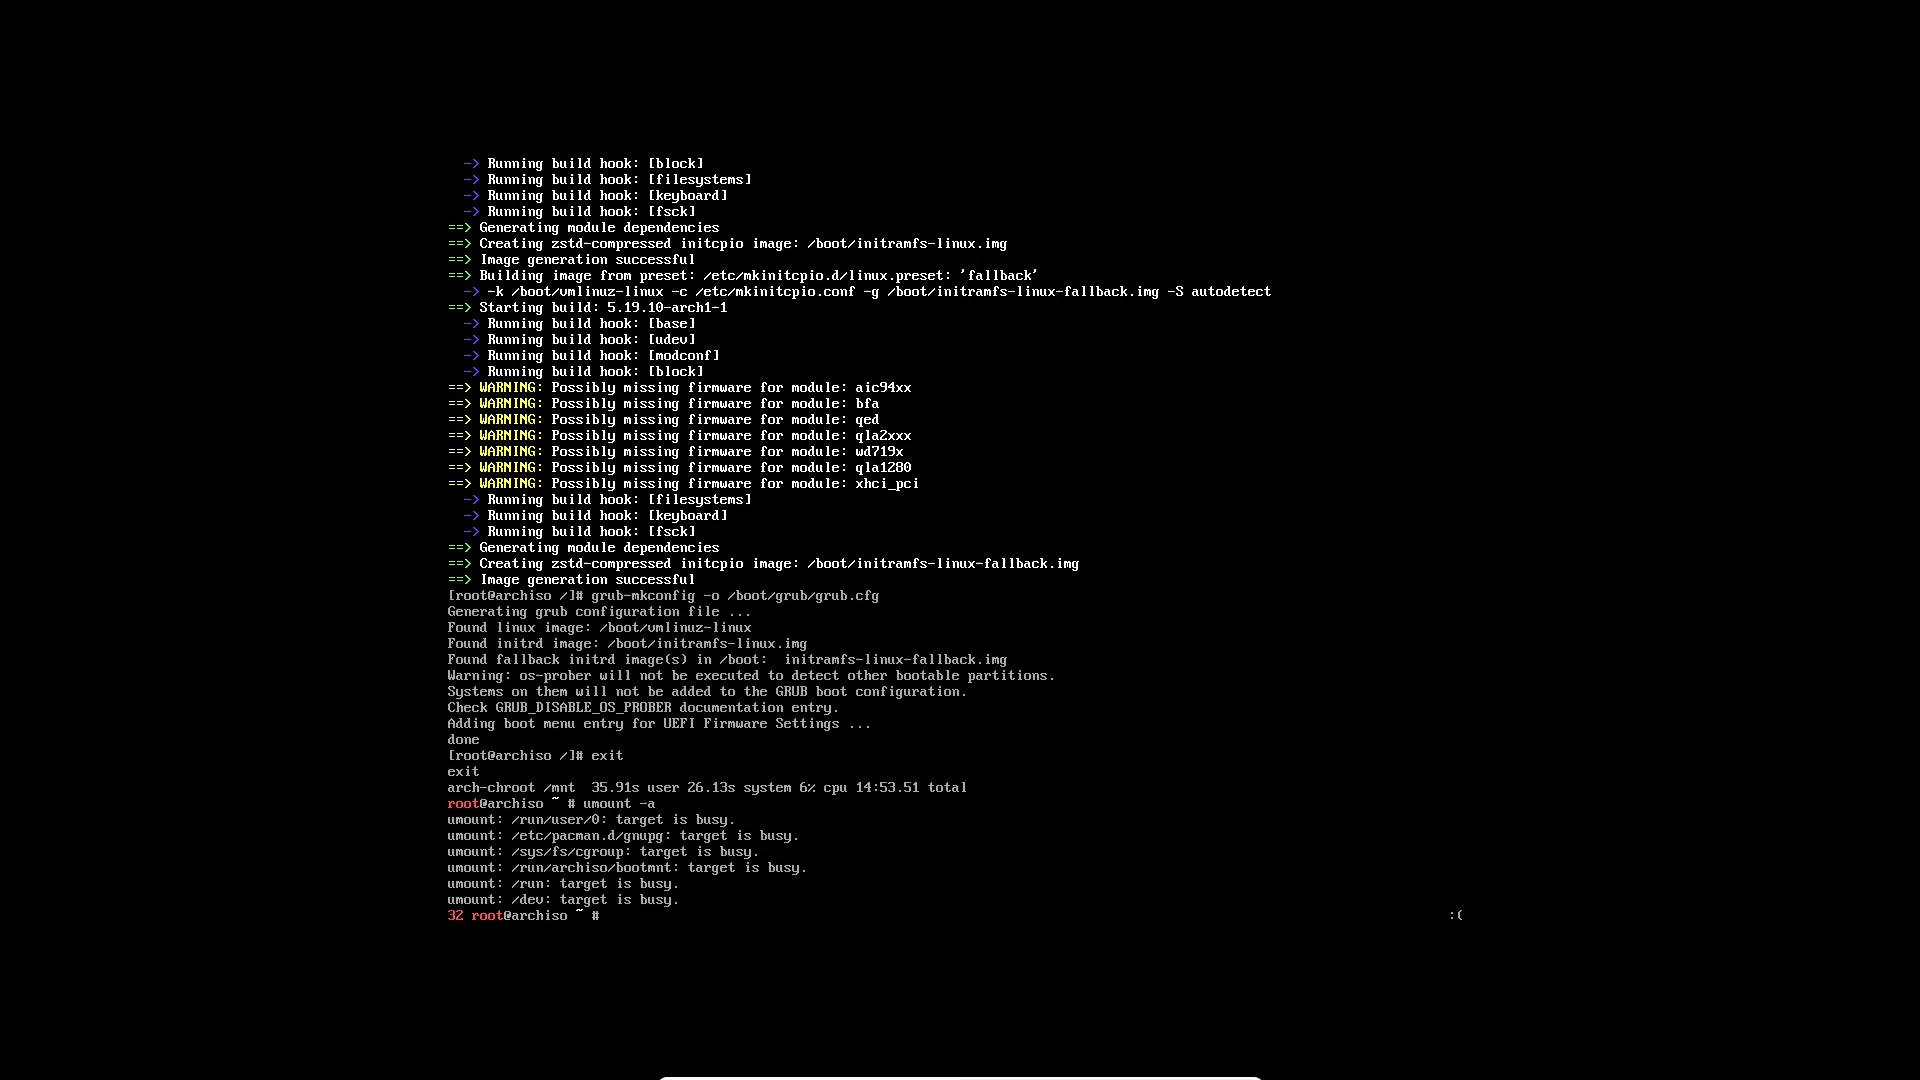 -> Running build hook: [block]
-> Running build hook: [filesystems]
-> Running build hook: [keyboard]
-> Running build hook: [fsck]
==> Generating module dependencies
==> Creating zstd-compressed initcpio image: /boot/initramfs-linux.img
==> Image generation successful
==> Building image from preset: /etc/mkinitcpio.d/linux.preset: 'fallback'
-> -k /boot/vmlinuz-linux -c /etc/mkinitcpio.conf -g /boot/initramfs-linux-fallback.img -S autodetect
==> Starting build: 5.19.10-arch1-1
-> Running build hook: [base]
-> Running build hook: [udev]
-> Running build hook: [modconf]
-> Running build hook: [block]
==> WARNING: Possibly missing firmware for module: aic94xx
==> WARNING: Possibly missing firmware for module: bfa
==> WARNING: Possibly missing firmware for module: qed
==> WARNING: Possibly missing firmware for module: qla2xxx
==> WARNING: Possibly missing firmware for module: wd719x
==> WARNING: Possibly missing firmware for module: qla1280
==> WARNING: Possibly missing firmware for module: xhci_pci
-> Running build hook: [filesystems]
-> Running build hook: [keyboard]
-> Running build hook: [fsck]
==> Generating module dependencies
==> Creating zstd-compressed initcpio image: /boot/initramfs-linux-fallback.img
==> Image generation successful
[root@archiso /]# grub-mkconfig -o /boot/grub/grub.cfg
Generating grub configuration file ...
Found linux image: /boot/vmlinuz-linux
Found initrd image: /boot/initramfs-linux.img
Found fallback initrd image(s) in /boot:  initramfs-linux-fallback.img
Warning: os-prober will not be executed to detect other bootable partitions.
Systems on them will not be added to the GRUB boot configuration.
Check GRUB_DISABLE_OS_PROBER documentation entry.
Adding boot menu entry for UEFI Firmware Settings ...
done
[root@archiso /]# exit
exit
arch-chroot /mnt  35.91s user 26.13s system 6% cpu 14:53.51 total
root@archiso ~ # umount -a
umount: /run/user/0: target is busy.
umount: /etc/pacman.d/gnupg: target is busy.
umount: /sys/fs/cgroup: target is busy.
umount: /run/archiso/bootmnt: target is busy.
umount: /run: target is busy.
umount: /dev: target is busy.
32 root@archiso ~ # :(